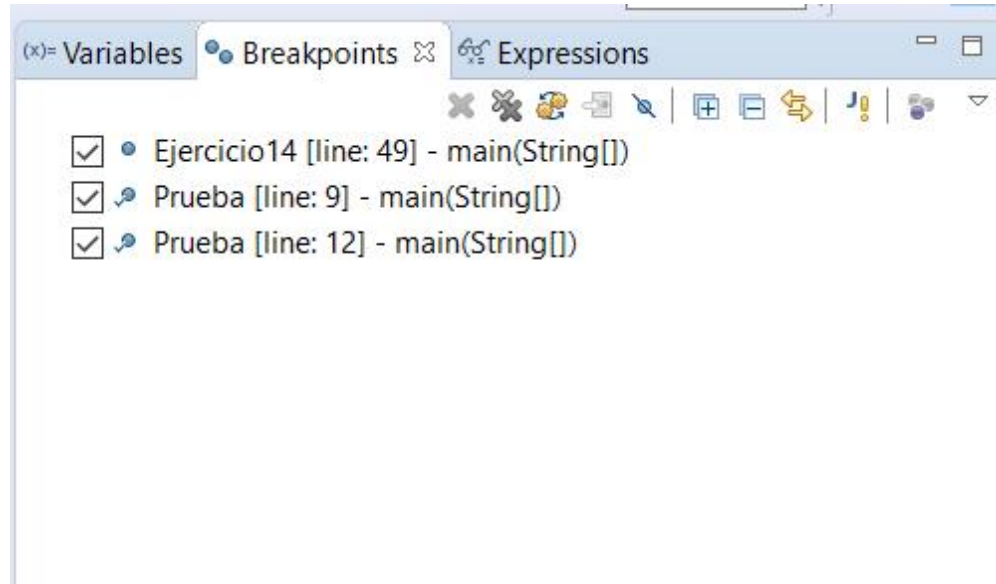 (x)= Variables Breakpoints Expressions
Ejercicio14 [line: 49] - main(String[])
Prueba [line: 9] - main(String[])
Prueba [line: 12] - main(String[])